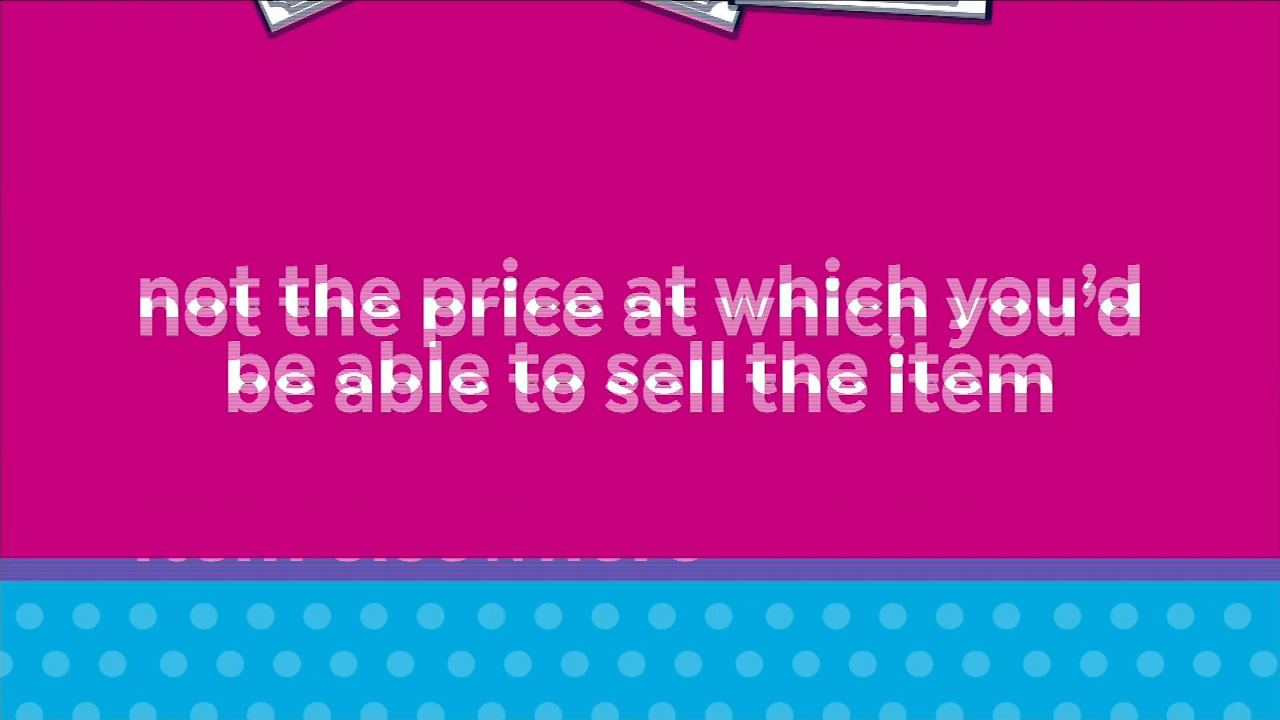 not the price at which you’d
be able to sell the item